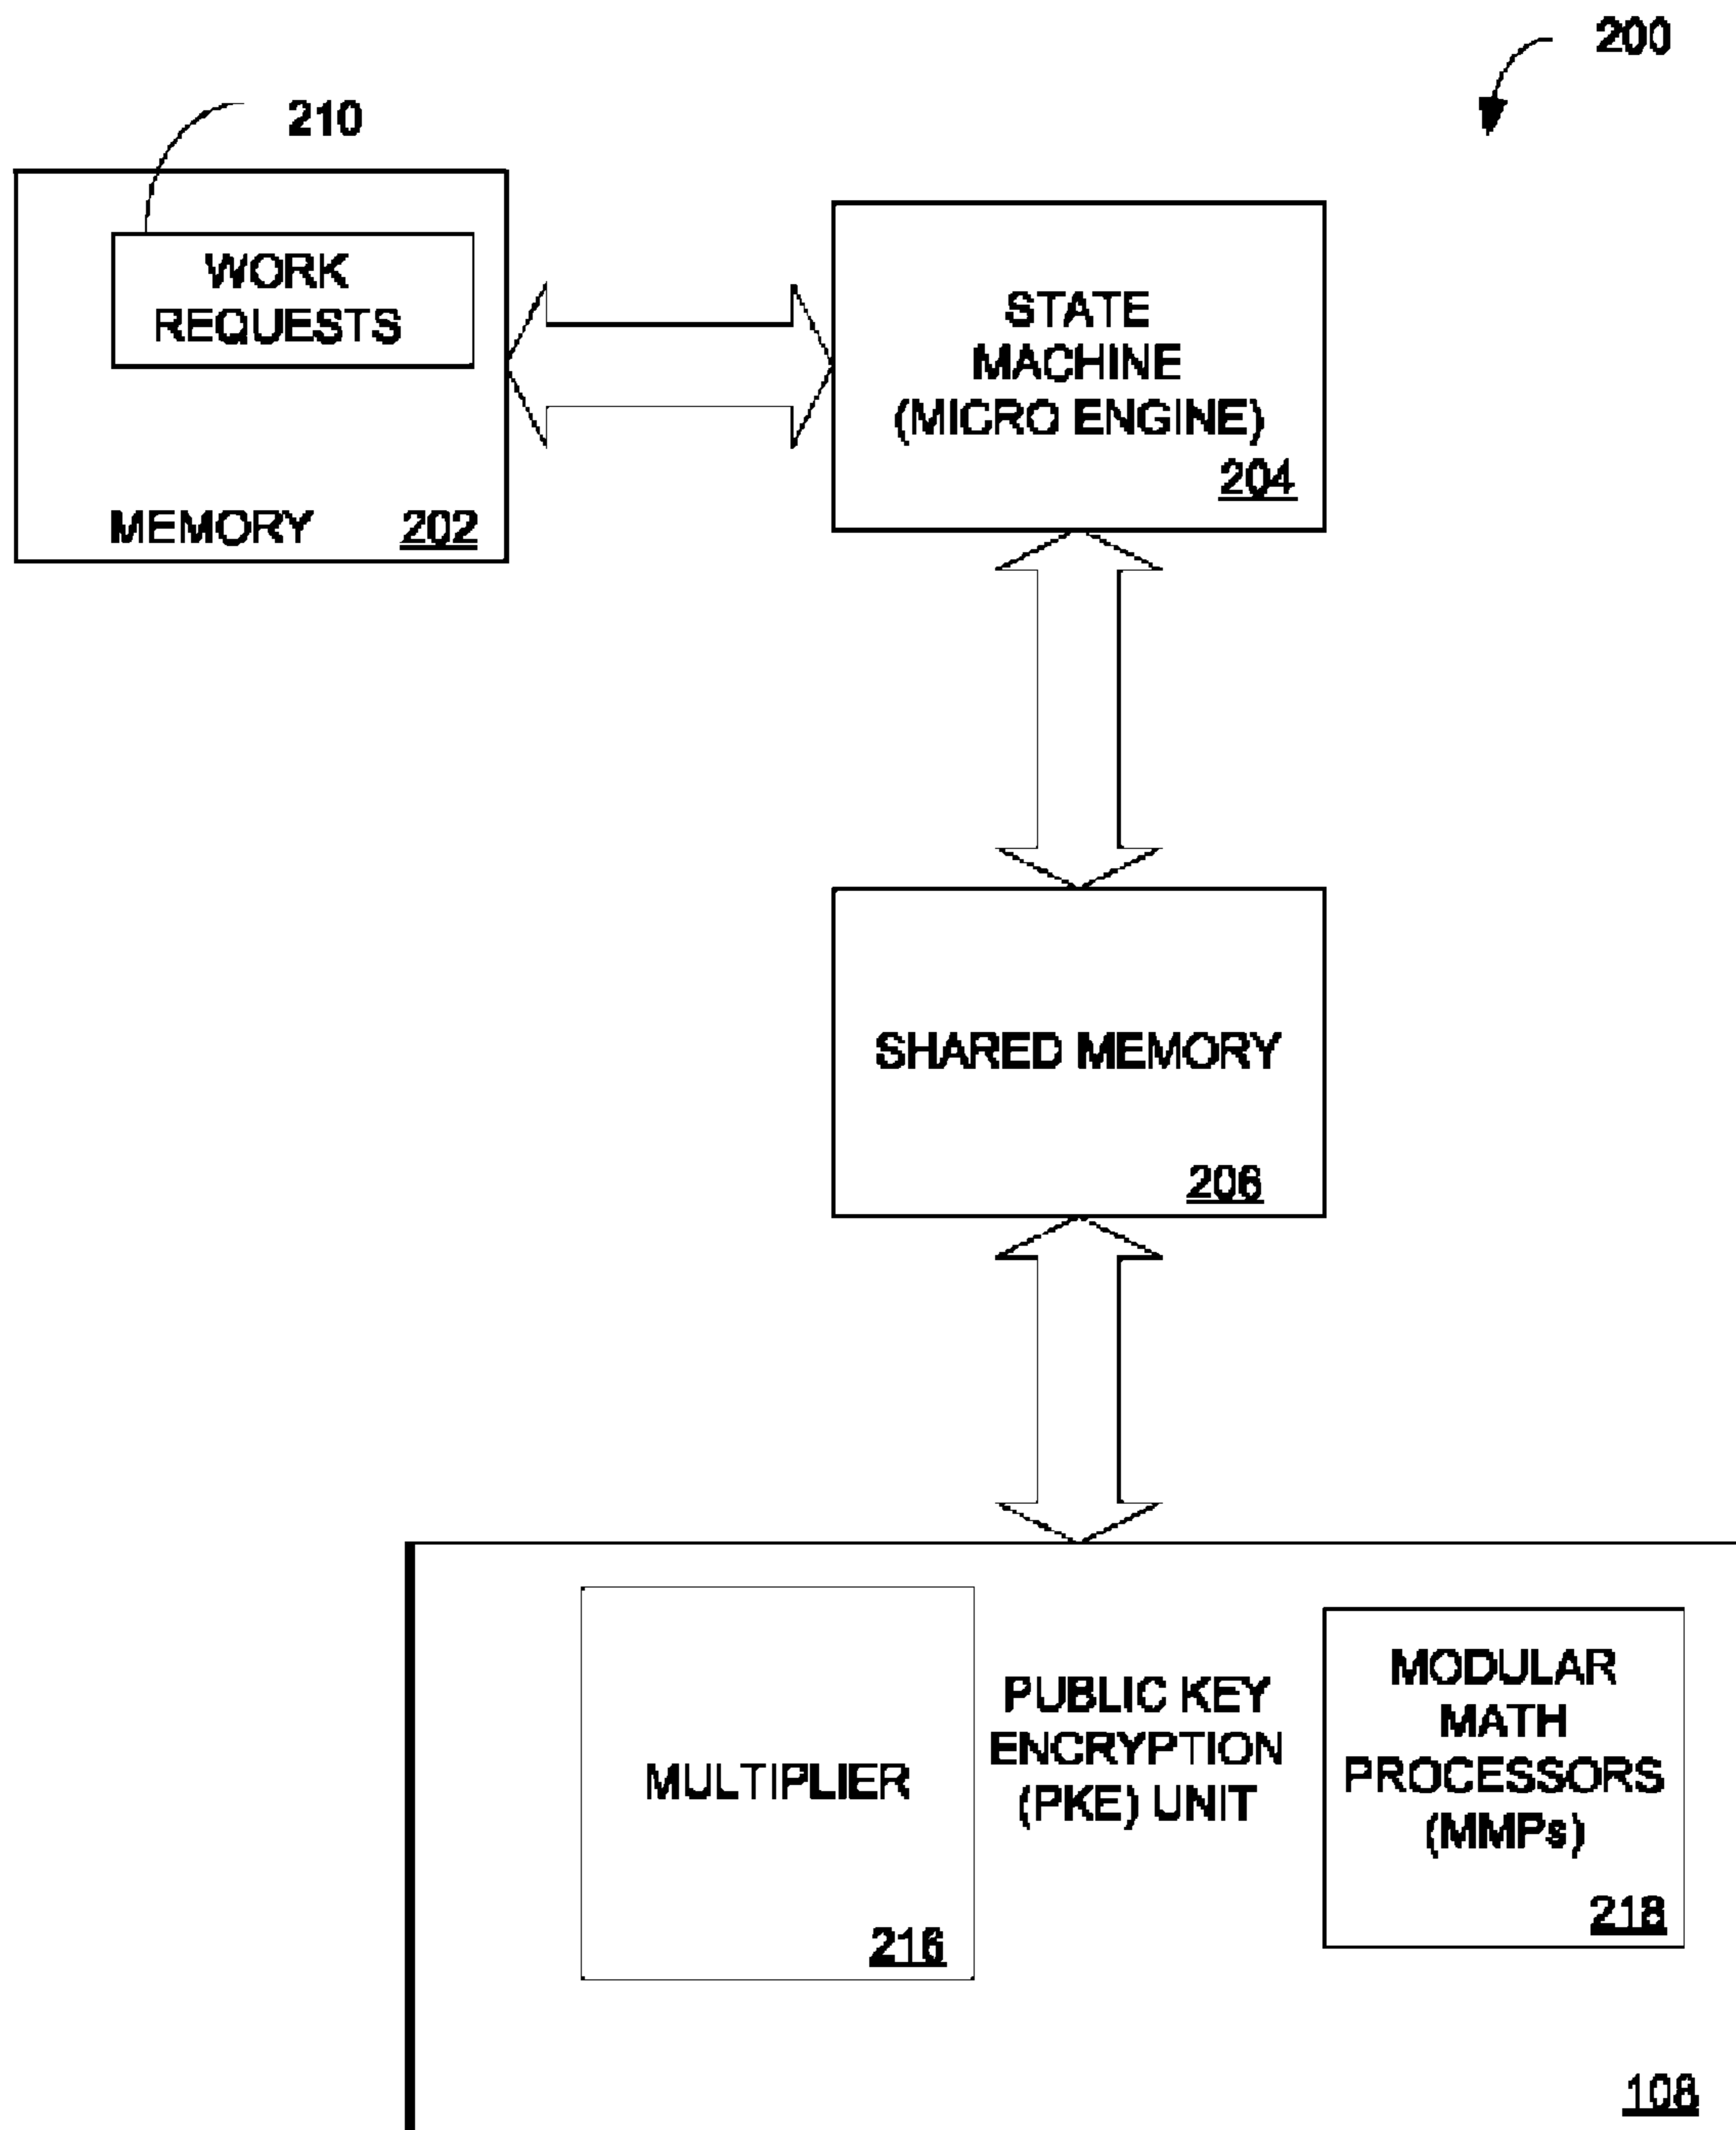 200
210
WORK
REQUESTS
MEMORY 202
STATE
MACHINE
(MICRO ENGINE)
204
SHARED MEMORY
206
MULTIPLIER
216
PUBLIC KEY
ENCRYPTION
(PKE) UNIT
MODULAR
MATH
PROCESSORS
(MMPs)
218
108